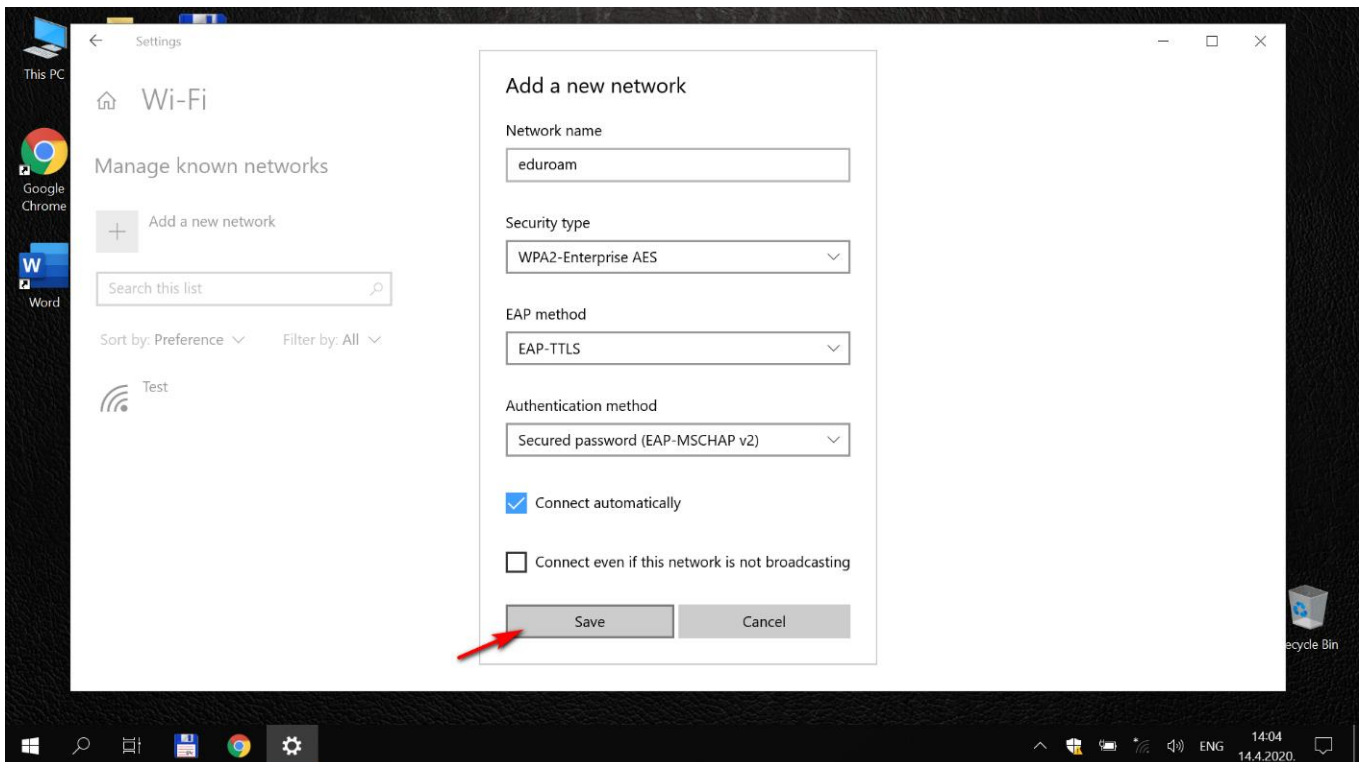 This PC
Google
Chrome
W
Word
Settings
Wi-Fi
Manage known networks
Add a new network
Search this list
Sort by: Preference
Filter by: All
Test
Add a new network
Network name
eduroam
Security type
WPA2-Enterprise AES
EAP method
EAP-TTLS
Authentication method
Secured password (EAP-MSCHAP v2)
Connect automatically
Connect even if this network is not broadcasting
Save
Cancel
ecycle Bin
ENG
14:04
14.4.2020.